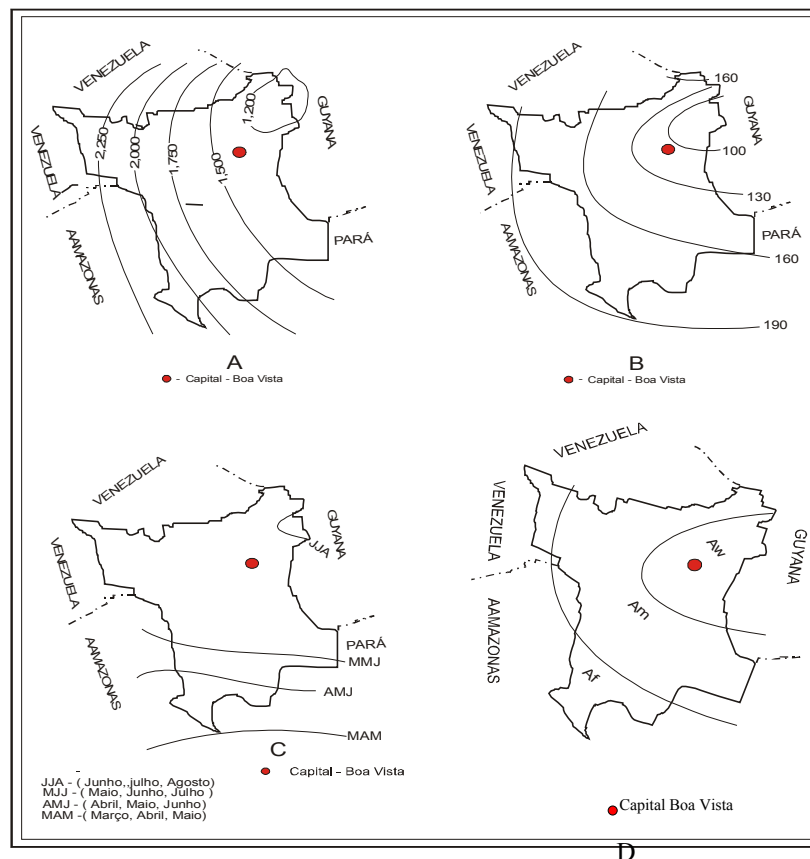 VENEZUELA
GUYANA
VENEZUELA
AAMAZONAS
PARÁ
2,250
2,000
1,750
1,500
1,200
A
- Capital - Boa Vista
VENEZUELA
160
GUYANA
VENEZUELA
100
130
PARÁ
160
AAMAZONAS
190
B
- Capital - Boa Vista
VENEZUELA
GUYANA
JJA
VENEZUELA
AAMAZONAS
PARÁ
MMJ
AMJ
MAM
C
- Capital - Boa Vista
JJA - ( Junho,,julho, Agosto)
MJJ - ( Maio, Junho, Julho )
AMJ - ( Abril, Maio, Junho)
MAM -( Março, Abril, Maio)
VENEZUELA
VENEZUELA
GUYANA
Aw
Am
Af
AAMAZONAS
PARÁ
Capital Boa Vista
D